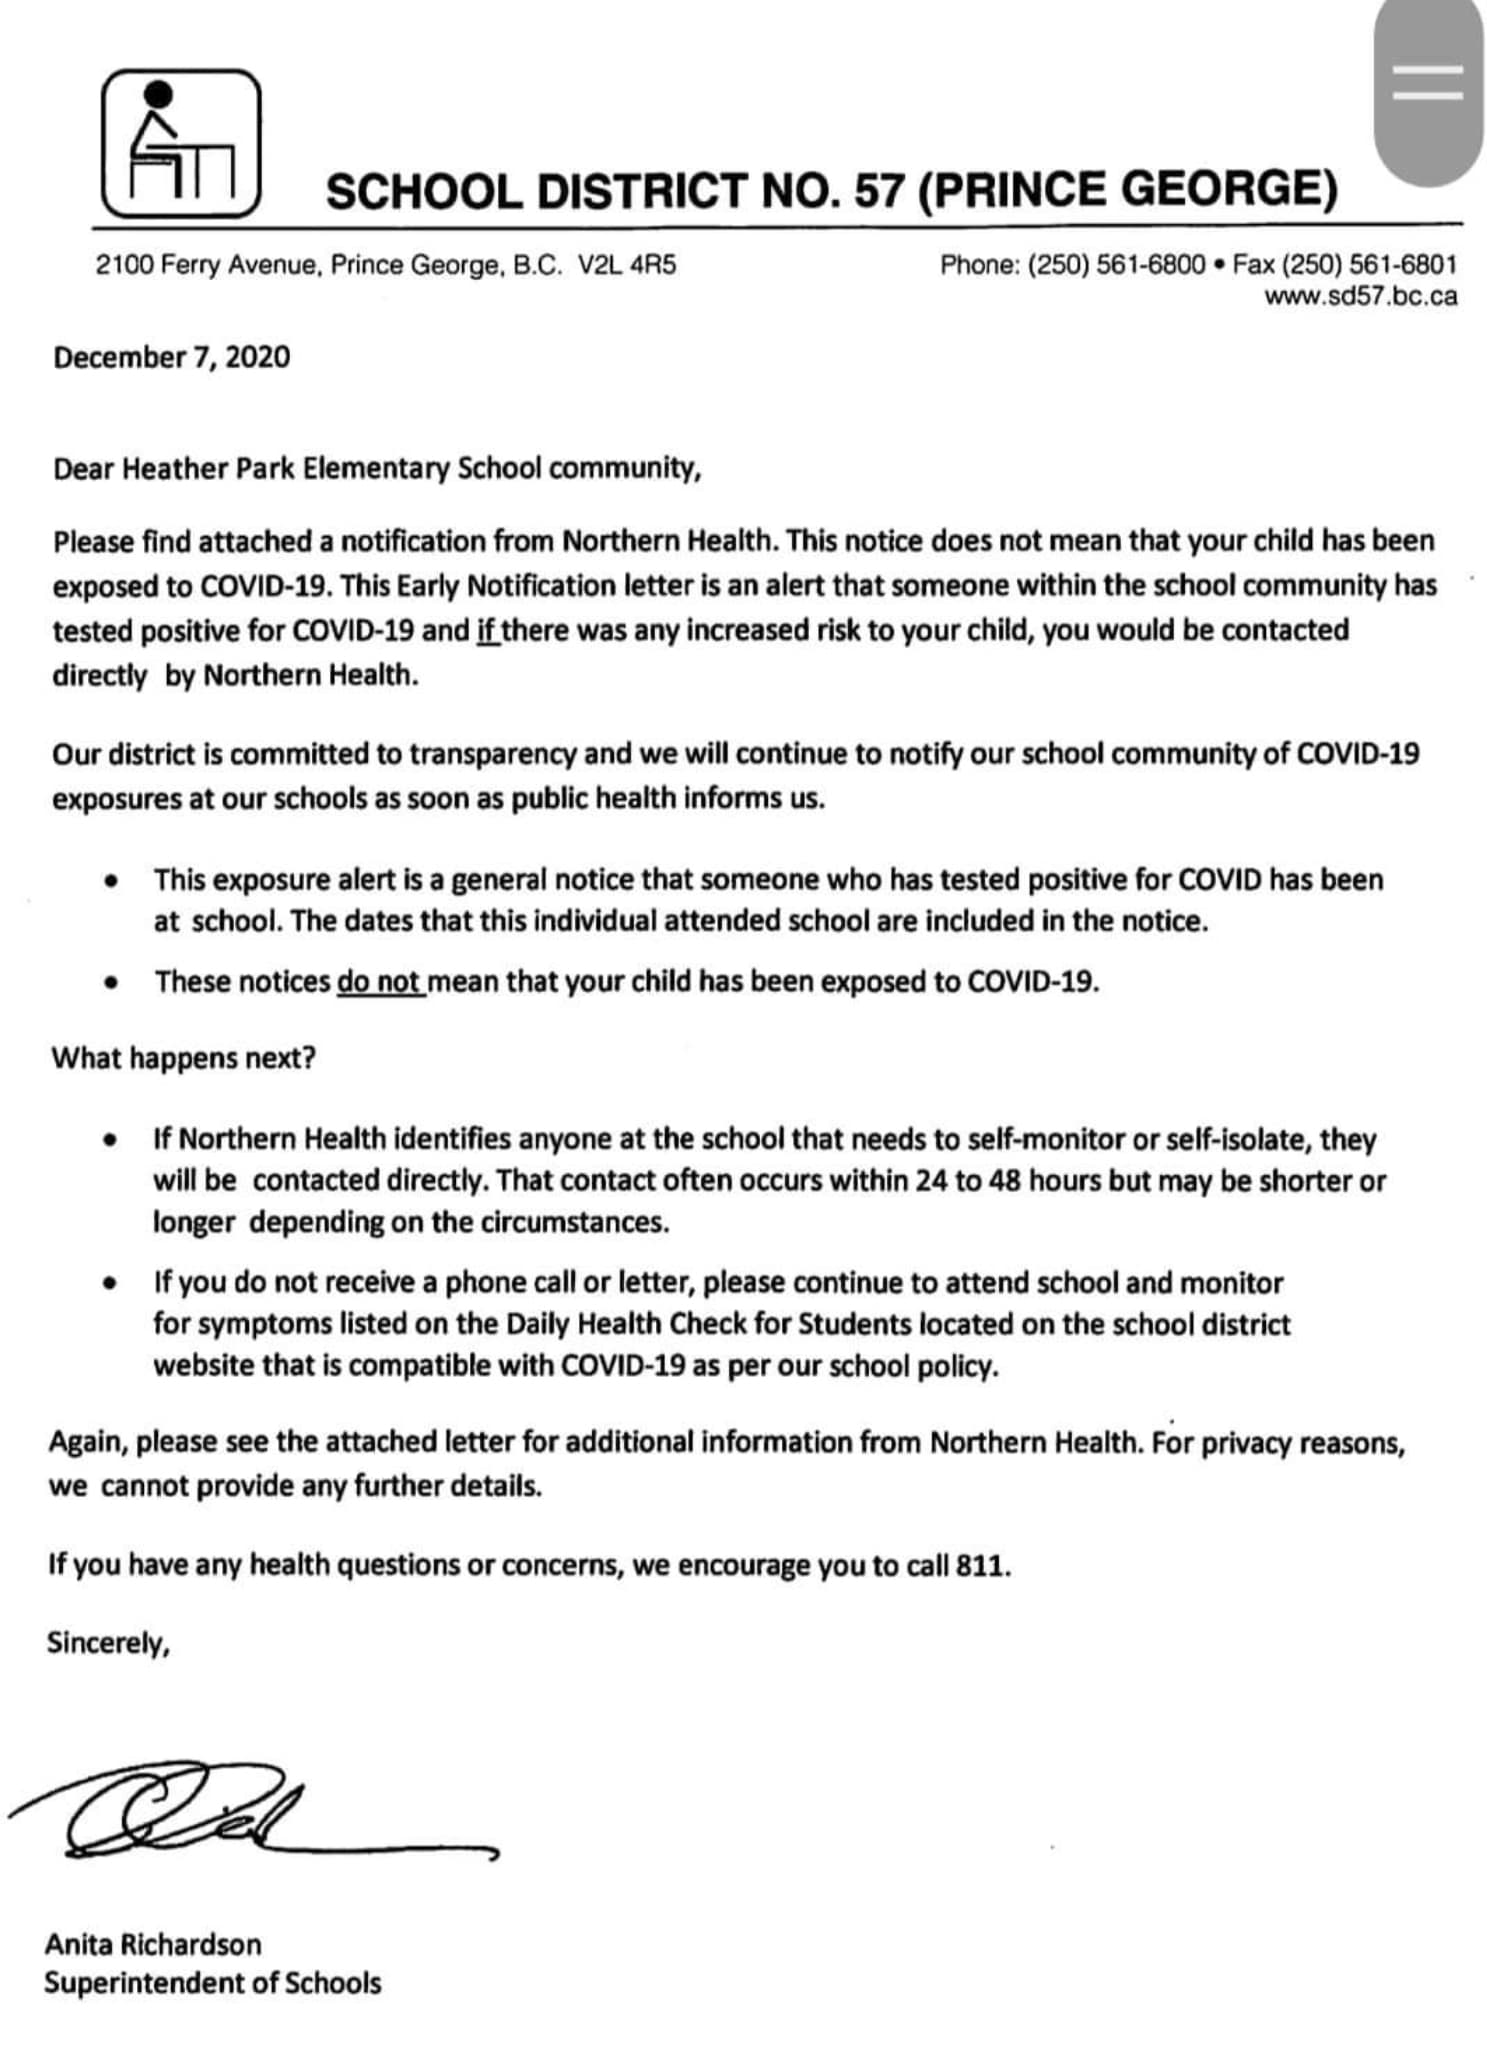 SCHOOL DISTRICT NO. 57 (PRINCE GEORGE)
2100 Ferry Avenue, Prince George, B.C. V2L 4R5
Phone: (250) 561-6800 • Fax (250) 561-6801
www.sd57.bc.ca
December 7, 2020
Dear Heather Park Elementary School community,
Please find attached a notification from Northern Health. This notice does not mean that your child has been
exposed to COVID-19. This Early Notification letter is an alert that someone within the school community has
tested positive for COVID-19 and if there was any increased risk to your child, you would be contacted
directly by Northern Health.
Our district is committed to transparency and we will continue to notify our school community of COVID-19
exposures at our schools as soon as public health informs us.
• This exposure alert is a general notice that someone who has tested positive for COVID has been
at school. The dates that this individual attended school are included in the notice.
• These notices do not mean that your child has been exposed to COVID-19.
What happens next?
• If Northern Health identifies anyone at the school that needs to self-monitor or self-isolate, they
will be contacted directly. That contact often occurs within 24 to 48 hours but may be shorter or
longer depending on the circumstances.
• If you do not receive a phone call or letter, please continue to attend school and monitor
for symptoms listed on the Daily Health Check for Students located on the school district
website that is compatible with COVID-19 as per our school policy.
Again, please see the attached letter for additional information from Northern Health. For privacy reasons,
we cannot provide any further details.
If you have any health questions or concerns, we encourage you to call 811.
Sincerely,
Anita Richardson
Superintendent of Schools